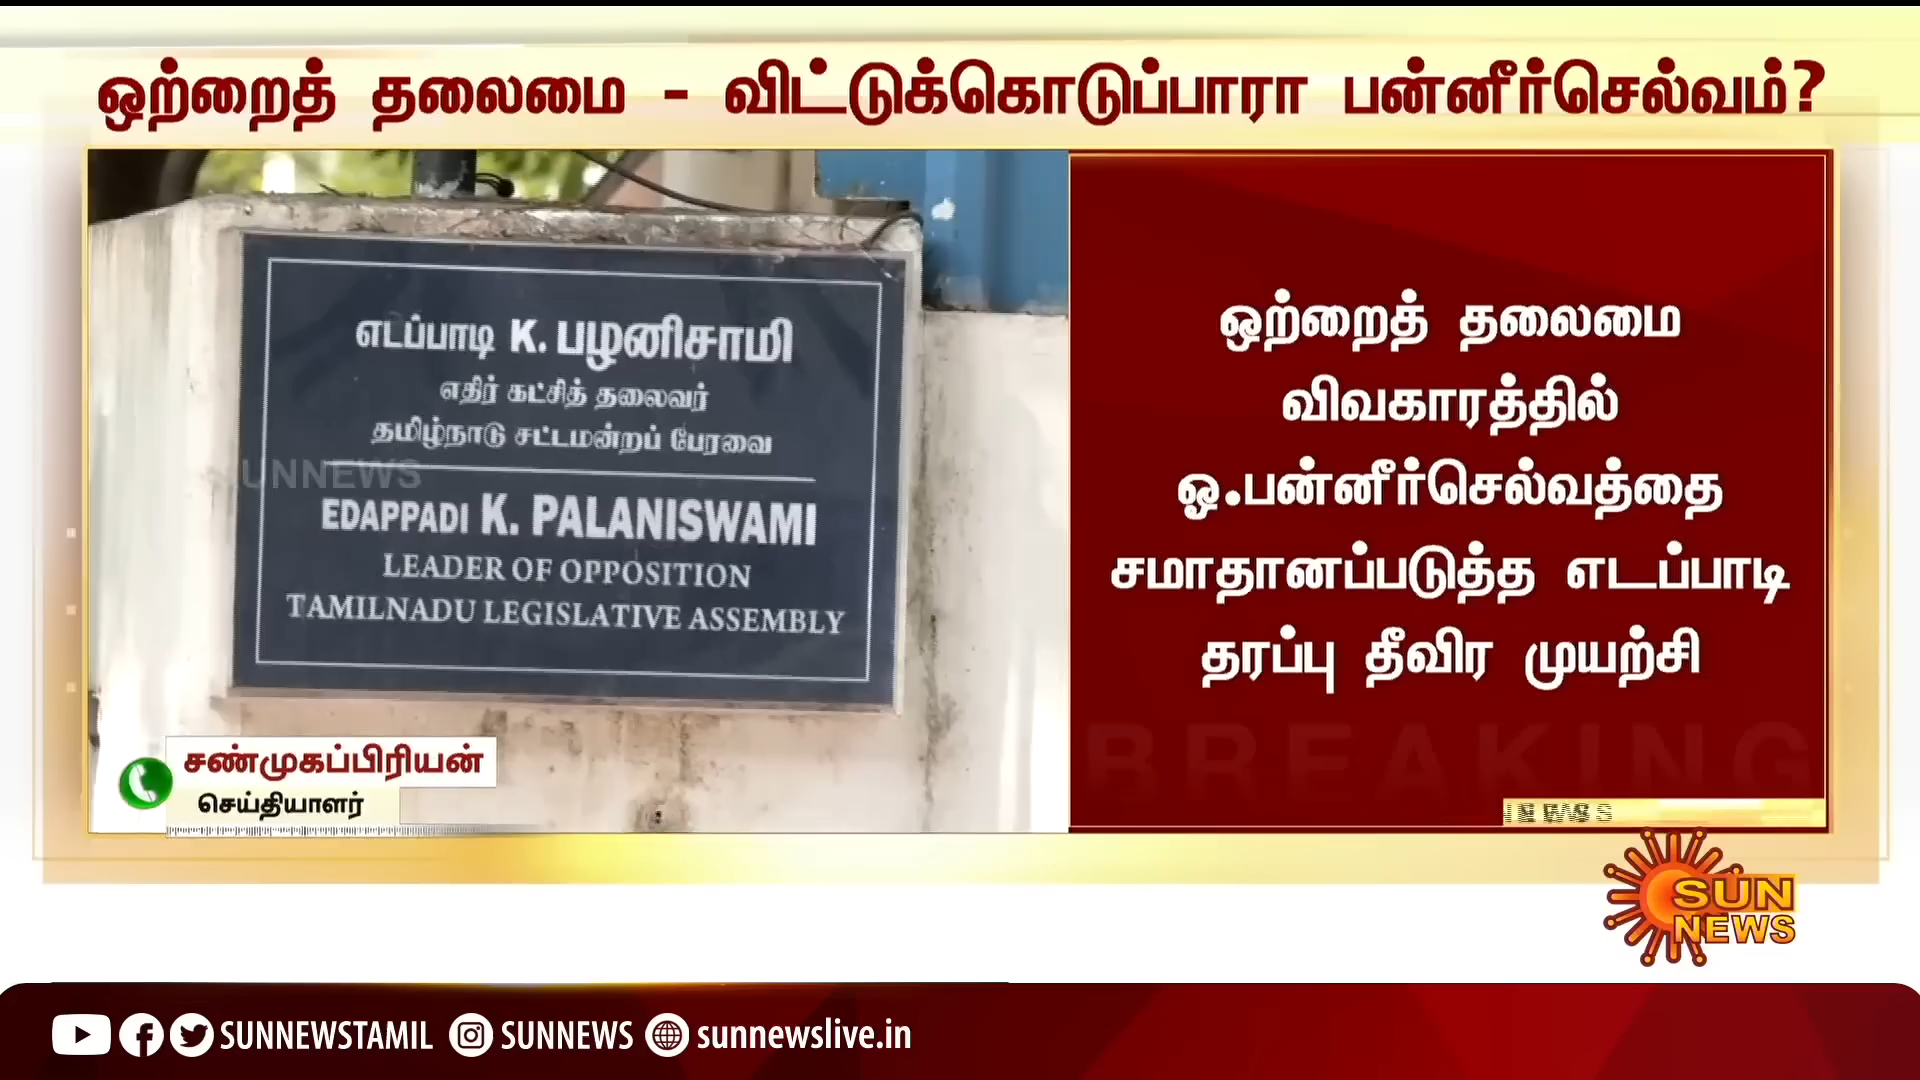 ஒற்றைத் தலைமை - விட்டுக்கொடுப்பாரா பன்னீர்செல்வம்?
எடப்பாடி K. பழனிசாமி
எதிர் கட்சித் தலைவர்
தமிழ்நாடு சட்டமன்றப் பேரவை
SUNNEWS
EDAPPADI K. PALANISWAMI
LEADER OF OPPOSITION
TAMILNADU LEGISLATIVE ASSEMBLY
ஒற்றைத் தலைமை
விவகாரத்தில்
ஓ.பன்னீர்செல்வத்தை
சமாதானப்படுத்த எடப்பாடி
தரப்பு தீவிர முயற்சி
BREAKING
சண்முகப்பிரியன்
செய்தியாளர்
SUN
NEWS
SUNNEWSTAMIL SUNNEWS sunnewslive.in